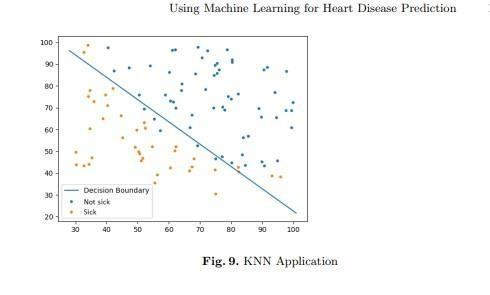 Using Machine Learning for Heart Disease Prediction
100
90
80
70
60
50
40
30
20
Decision Boundary
Not sick
Sick
30 40 50 60 70 80 90 100
Fig. 9. KNN Application